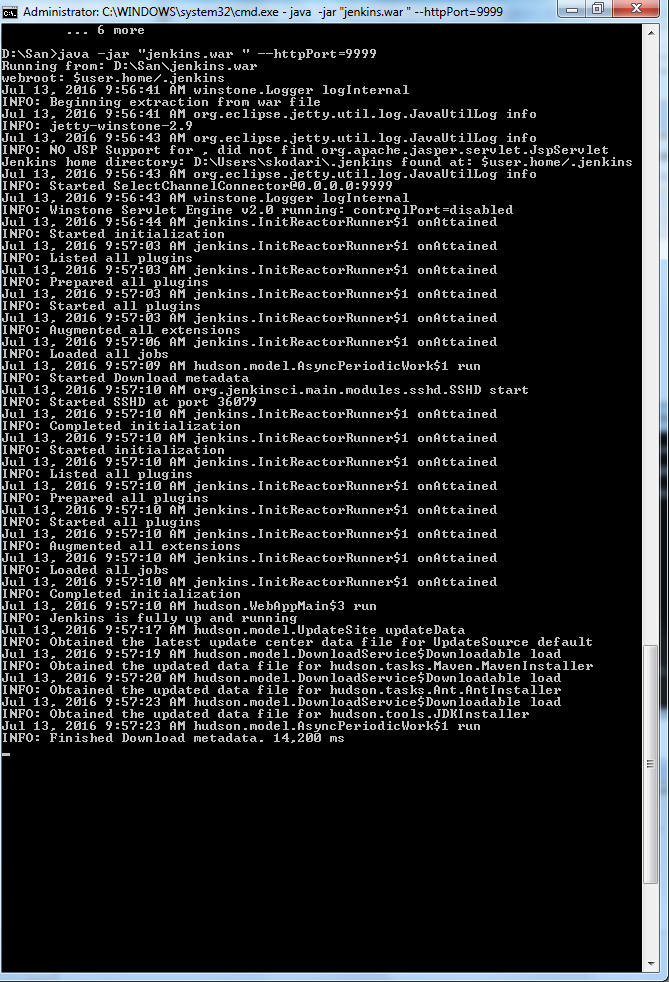 Administrator: C:\WINDOWS\system32\cmd.exe - java -jar "jenkins.war " --httpPort=9999
... 6 more
D:\San>java -jar "jenkins.war " --httpPort=9999
Running from: D:\San\jenkins.war
webroot: $user.home/.jenkins
Jul 13, 2016 9:56:41 AM winstone.Logger logInternal
INFO: Beginning extraction from war file
Jul 13, 2016 9:56:41 AM org.eclipse.jetty.util.log.JavaUtilLog info
INFO: jetty-winstone-2.9
Jul 13, 2016 9:56:43 AM org.eclipse.jetty.util.log.JavaUtilLog info
INFO: NO JSP Support for , did not find org.apache.jasper.servlet.JspServlet
Jenkins home directory: D:\Users\skodari\.jenkins found at: $user.home/.jenkins
Jul 13, 2016 9:56:43 AM org.eclipse.jetty.util.log.JavaUtilLog info
INFO: Started SelectChannelConnector@0.0.0.0:9999
Jul 13, 2016 9:56:43 AM winstone.Logger logInternal
INFO: Winstone Servlet Engine v2.0 running: controlPort=disabled
Jul 13, 2016 9:56:44 AM jenkins.InitReactorRunner$1 onAttained
INFO: Started initialization
Jul 13, 2016 9:57:03 AM jenkins.InitReactorRunner$1 onAttained
INFO: Listed all plugins
Jul 13, 2016 9:57:03 AM jenkins.InitReactorRunner$1 onAttained
INFO: Prepared all plugins
Jul 13, 2016 9:57:03 AM jenkins.InitReactorRunner$1 onAttained
INFO: Started all plugins
Jul 13, 2016 9:57:03 AM jenkins.InitReactorRunner$1 onAttained
INFO: Augmented all extensions
Jul 13, 2016 9:57:06 AM jenkins.InitReactorRunner$1 onAttained
INFO: Loaded all jobs
Jul 13, 2016 9:57:09 AM hudson.model.AsyncPeriodicWork$1 run
INFO: Started Download metadata
Jul 13, 2016 9:57:10 AM org.jenkinsci.main.modules.sshd.SSHD start
INFO: Started SSHD at port 36079
Jul 13, 2016 9:57:10 AM jenkins.InitReactorRunner$1 onAttained
INFO: Completed initialization
Jul 13, 2016 9:57:10 AM jenkins.InitReactorRunner$1 onAttained
INFO: Started initialization
Jul 13, 2016 9:57:10 AM jenkins.InitReactorRunner$1 onAttained
INFO: Listed all plugins
Jul 13, 2016 9:57:10 AM jenkins.InitReactorRunner$1 onAttained
INFO: Prepared all plugins
Jul 13, 2016 9:57:10 AM jenkins.InitReactorRunner$1 onAttained
INFO: Started all plugins
Jul 13, 2016 9:57:10 AM jenkins.InitReactorRunner$1 onAttained
INFO: Augmented all extensions
Jul 13, 2016 9:57:10 AM jenkins.InitReactorRunner$1 onAttained
INFO: Loaded all jobs
Jul 13, 2016 9:57:10 AM jenkins.InitReactorRunner$1 onAttained
INFO: Completed initialization
Jul 13, 2016 9:57:10 AM hudson.WebAppMain$3 run
INFO: Jenkins is fully up and running
Jul 13, 2016 9:57:17 AM hudson.model.UpdateSite updateData
INFO: Obtained the latest update center data file for UpdateSource default
Jul 13, 2016 9:57:19 AM hudson.model.DownloadService$Downloadable load
INFO: Obtained the updated data file for hudson.tasks.Maven.MavenInstaller
Jul 13, 2016 9:57:20 AM hudson.model.DownloadService$Downloadable load
INFO: Obtained the updated data file for hudson.tasks.Ant.AntInstaller
Jul 13, 2016 9:57:23 AM hudson.model.DownloadService$Downloadable load
INFO: Obtained the updated data file for hudson.tools.JDKInstaller
Jul 13, 2016 9:57:23 AM hudson.model.AsyncPeriodicWork$1 run
INFO: Finished Download metadata. 14,200 ms